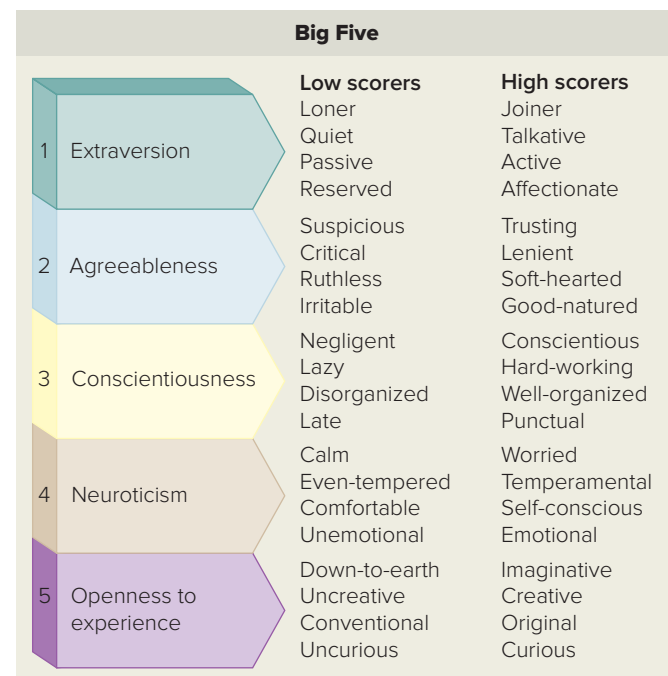 Big Five
Low scorers High scorers
1 Extraversion
Loner Joiner
Quiet Talkative
Passive Active
Reserved Affectionate
2 Agreeableness
Suspicious Trusting
Critical Lenient
Ruthless Soft-hearted
Irritable Good-natured
3 Conscientiousness
Negligent Conscientious
Lazy Hard-working
Disorganized Well-organized
Late Punctual
4 Neuroticism
Calm Worried
Even-tempered Temperamental
Comfortable Self-conscious
Unemotional Emotional
5 Openness to
experience
Down-to-earth Imaginative
Uncreative Creative
Conventional Original
Uncurious Curious